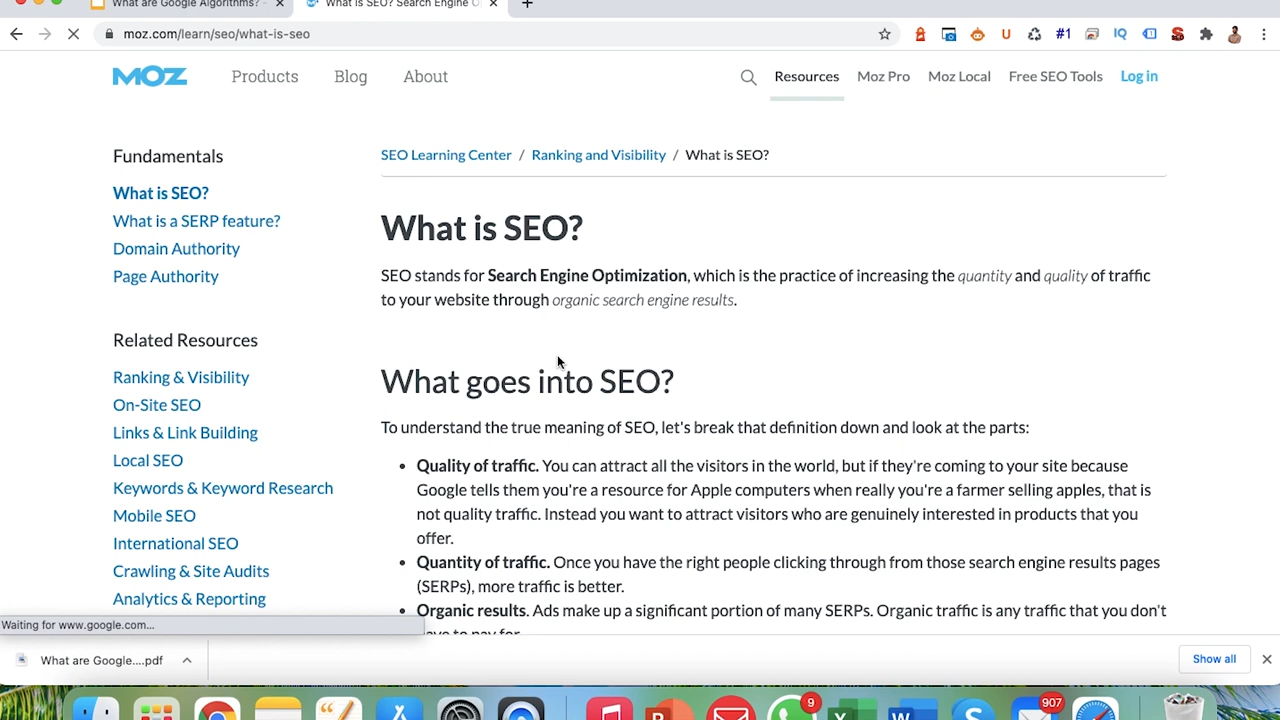 What are Google Algorithms? -
What is SEO? Search Engine O
moz.com/learn/seo/what-is-seo
U
#1
IQ
S
MOZ
Products
Blog
About
Resources
Moz Pro
Moz Local
Free SEO Tools
Log in
Fundamentals
What is SEO?
What is a SERP feature?
Domain Authority
Page Authority
Related Resources
Ranking & Visibility
On-Site SEO
Links & Link Building
Local SEO
Keywords & Keyword Research
Mobile SEO
International SEO
Crawling & Site Audits
Analytics & Reporting
SEO Learning Center / Ranking and Visibility / What is SEO?
What is SEO?
SEO stands for Search Engine Optimization, which is the practice of increasing the quantity and quality of traffic
to your website through organic search engine results.
What goes into SEO?
To understand the true meaning of SEO, let's break that definition down and look at the parts:
• Quality of traffic. You can attract all the visitors in the world, but if they're coming to your site because
Google tells them you're a resource for Apple computers when really you're a farmer selling apples, that is
not quality traffic. Instead you want to attract visitors who are genuinely interested in products that you
offer.
• Quantity of traffic. Once you have the right people clicking through from those search engine results pages
(SERPs), more traffic is better.
• Organic results. Ads make up a significant portion of many SERPs. Organic traffic is any traffic that you don't
have to pay for.
Waiting for www.google.com...
What are Google....pdf
Show all
9
907
P
X
W
S